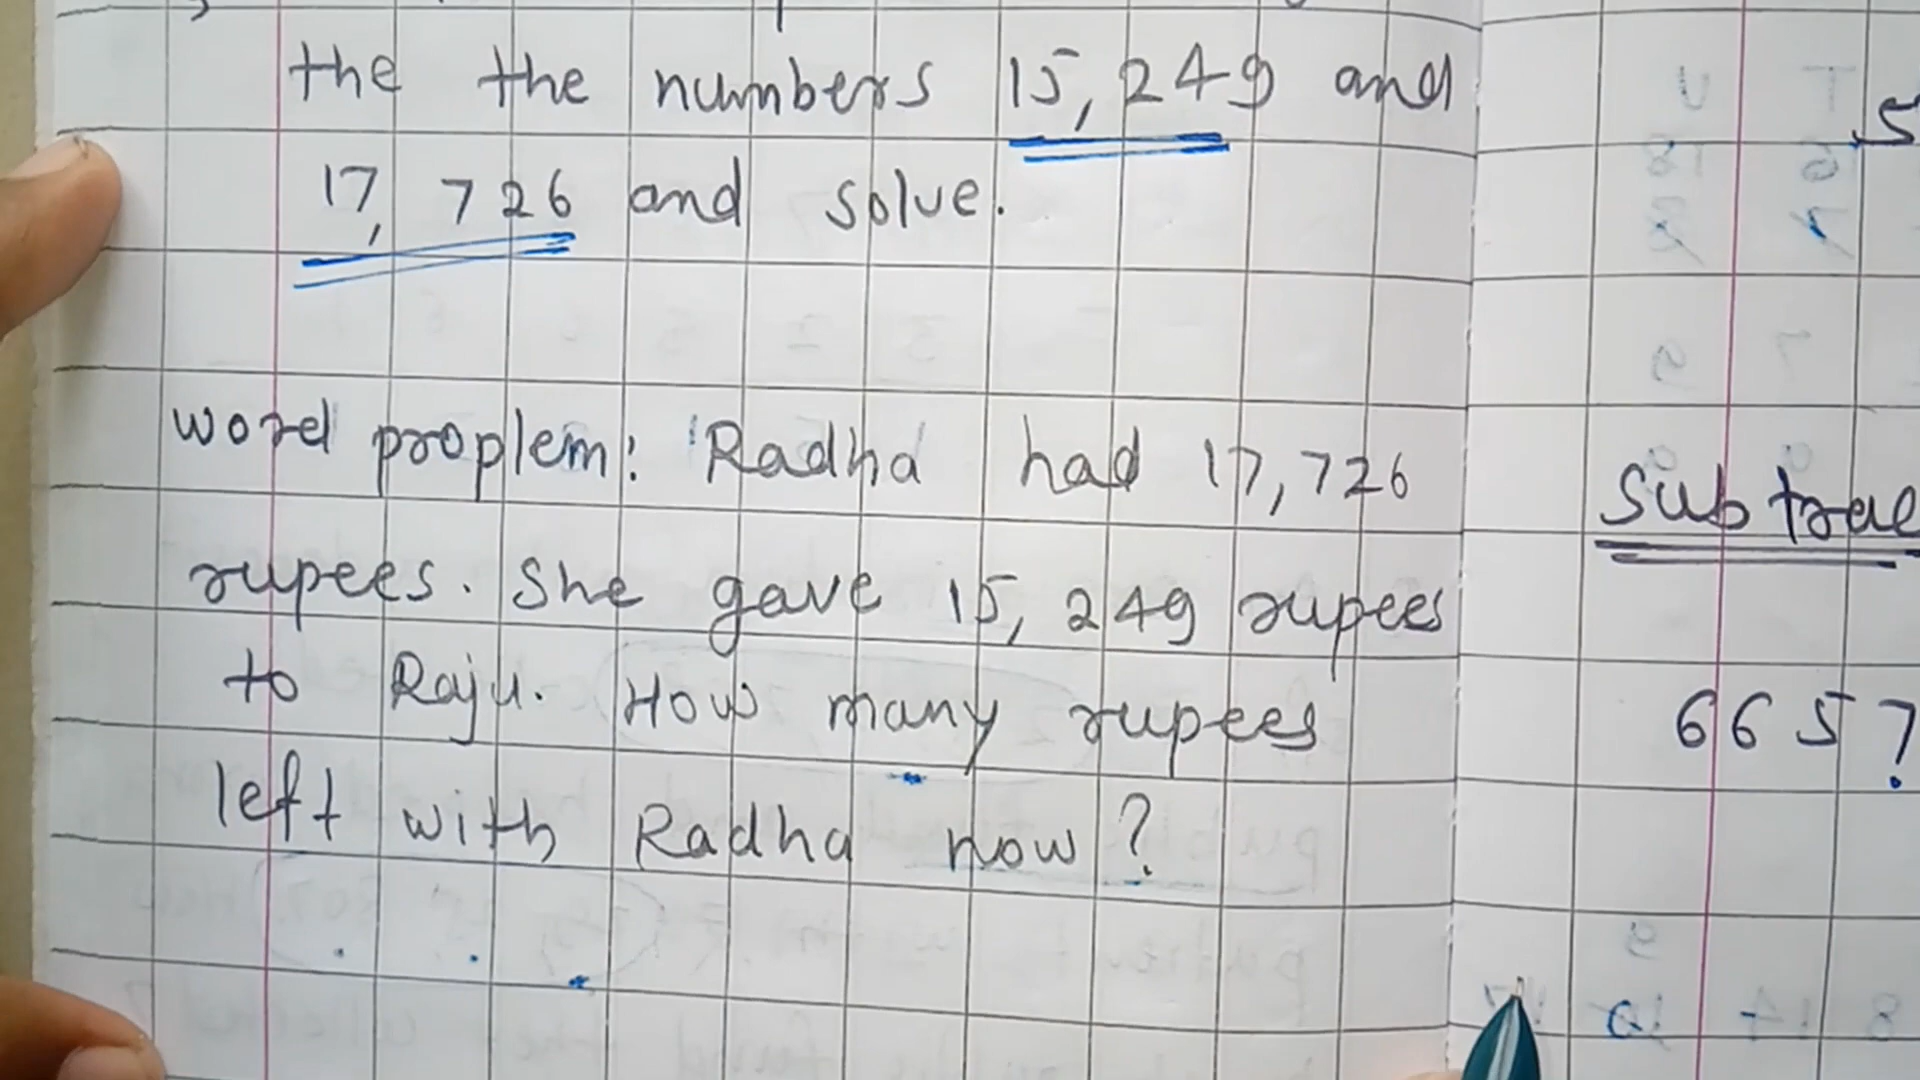 the the numbers 15,249 and
17,726 and solve.
word proplem: Radha had 17,726
rupees. She gave 15,249 rupees
to Raju. How many rupees
left with Radha now?
Subtrac
6657